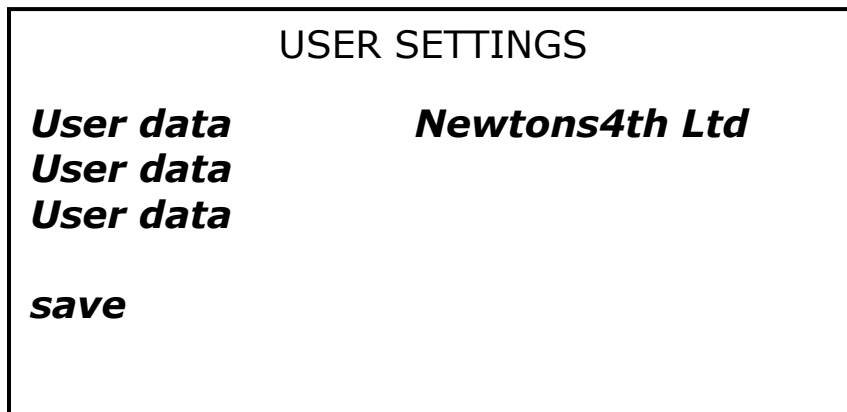 USER SETTINGS
User data Newtons4th Ltd
User data
User data
save